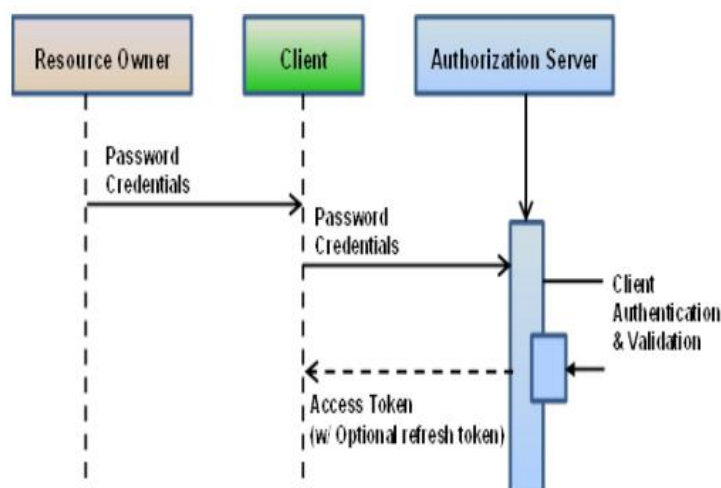 Resource Owner
Client
Authorization Server
Password
Credentials
Password
Credentials
Client
Authentication
& Validation
Access Token
(w/ Optional refresh token)